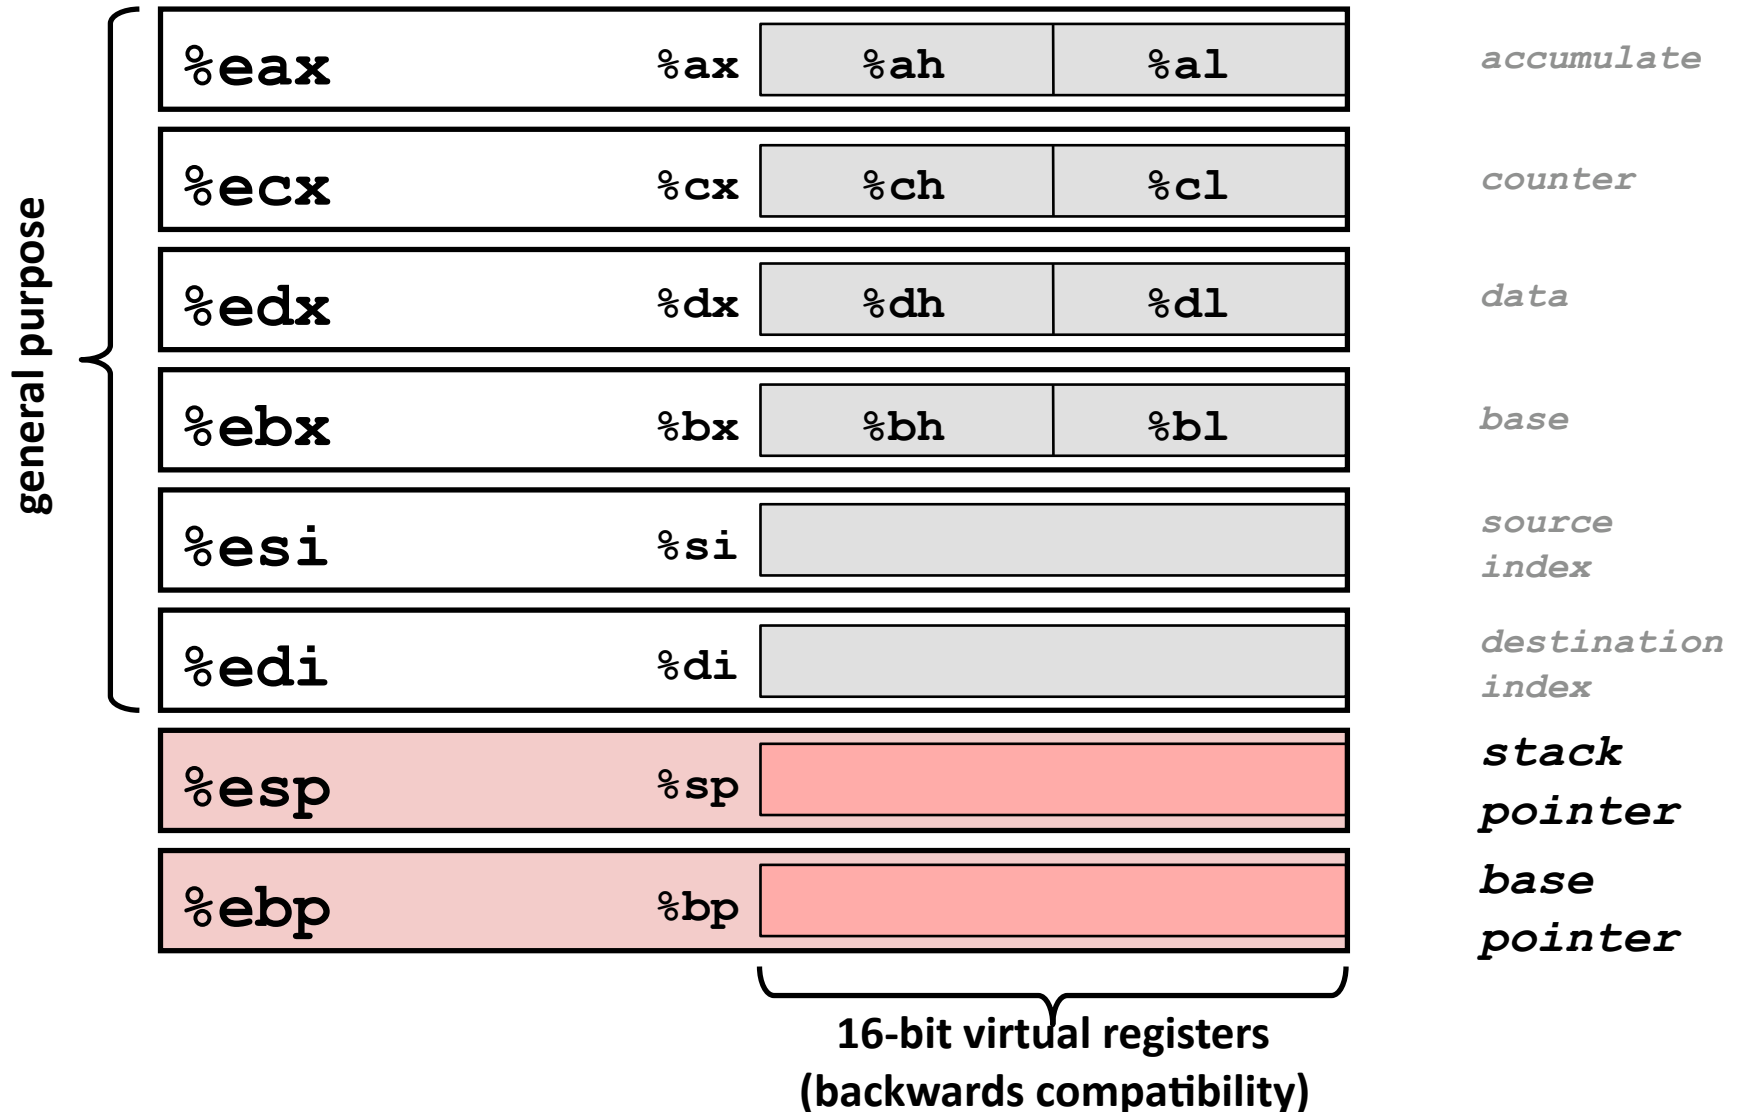 general purpose
%eax %ax %ah %al accumulate
%ecx %cx %ch %cl counter
%edx %dx %dh %dl data
%ebx %bx %bh %bl base
%esi %si source
index
%edi %di destination
index
%esp %sp stack
pointer
%ebp %bp base
pointer
16-bit virtual registers
(backwards compatibility)